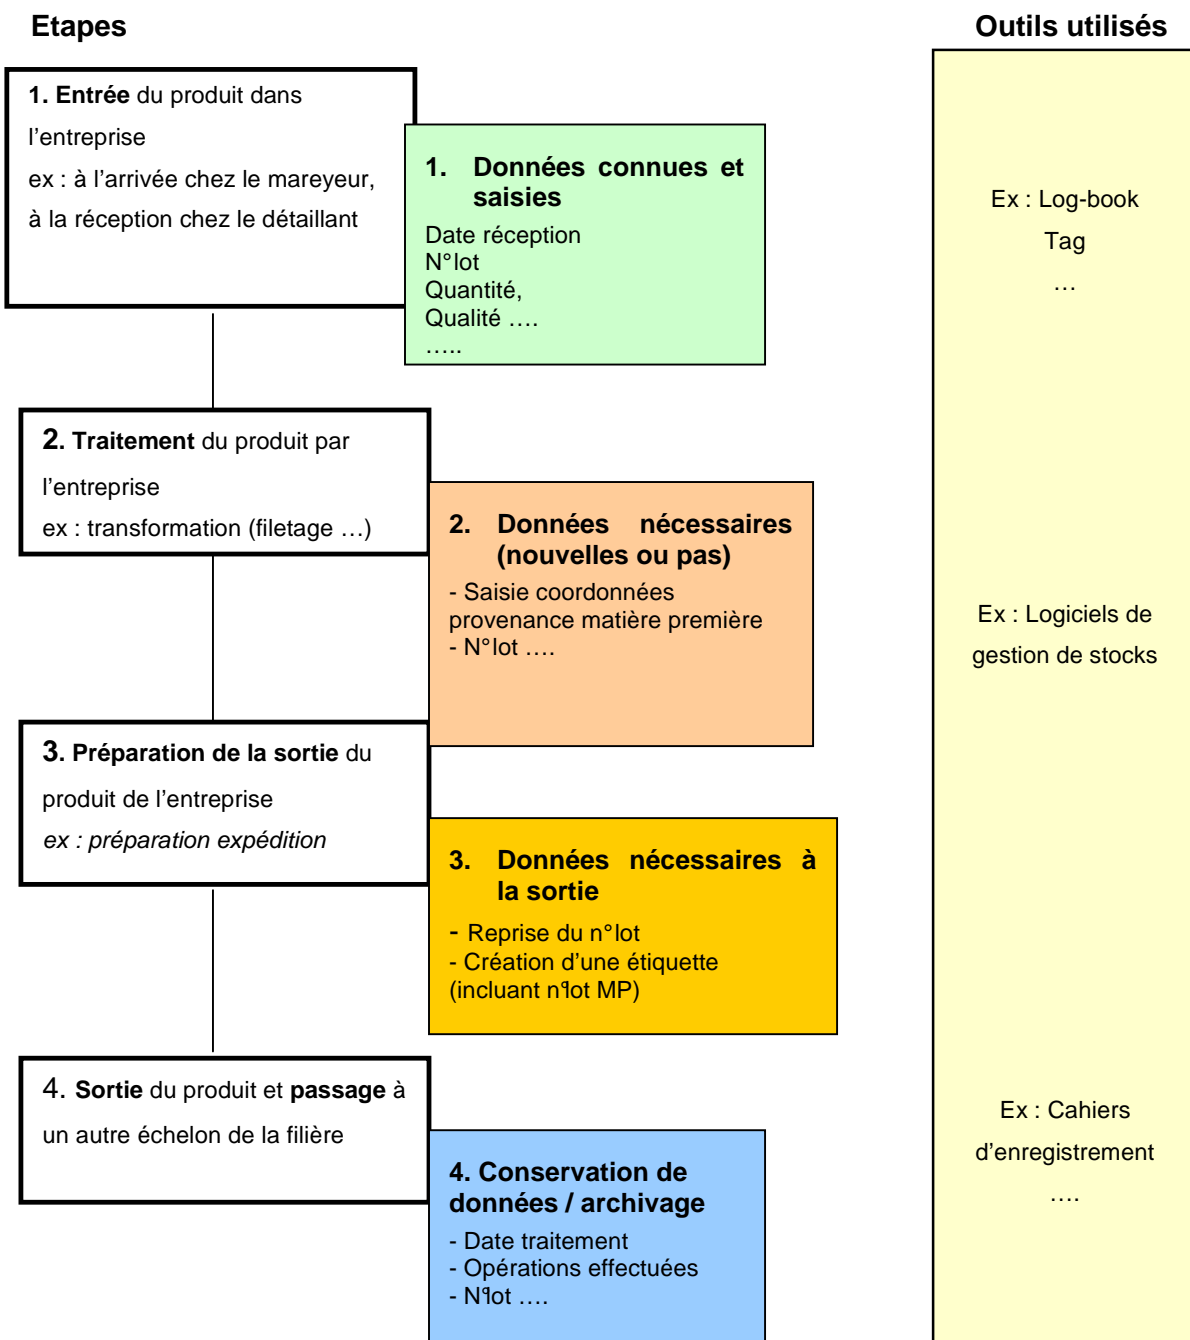 Etapes
Outils utilisés
1. Entrée du produit dans
l’entreprise
ex : à l’arrivée chez le mareyeur,
à la réception chez le détaillant
1. Données connues et
saisies
Date réception
N°lot
Quantité,
Qualité ….
…..
Ex : Log-book
Tag
…
2. Traitement du produit par
l’entreprise
ex : transformation (filetage …)
2. Données nécessaires
(nouvelles ou pas)
- Saisie coordonnées
provenance matière première
- N°lot ….
Ex : Logiciels de
gestion de stocks
3. Préparation de la sortie du
produit de l’entreprise
ex : préparation expédition
3. Données nécessaires à
la sortie
- Reprise du n°lot
- Création d’une étiquette
(incluant n°lot MP)
4. Sortie du produit et passage à
un autre échelon de la filière
4. Conservation de
données / archivage
- Date traitement
- Opérations effectuées
- N°lot ….
Ex : Cahiers
d’enregistrement
….